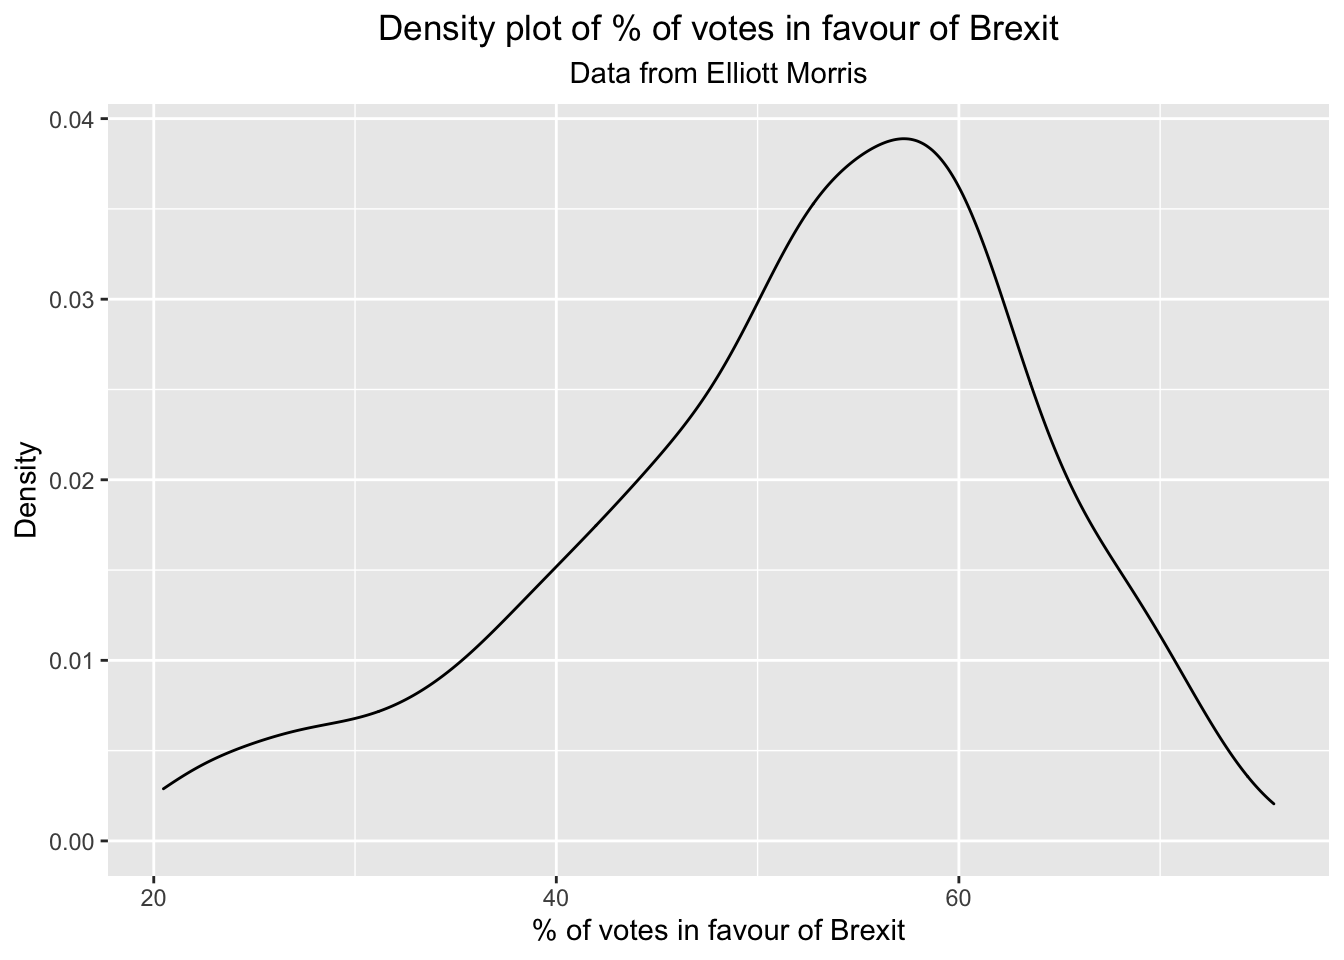 Density plot of % of votes in favour of Brexit
Data from Elliott Morris
0.04
0.03
0.02
0.01
0.00
Density
20 40 60
% of votes in favour of Brexit